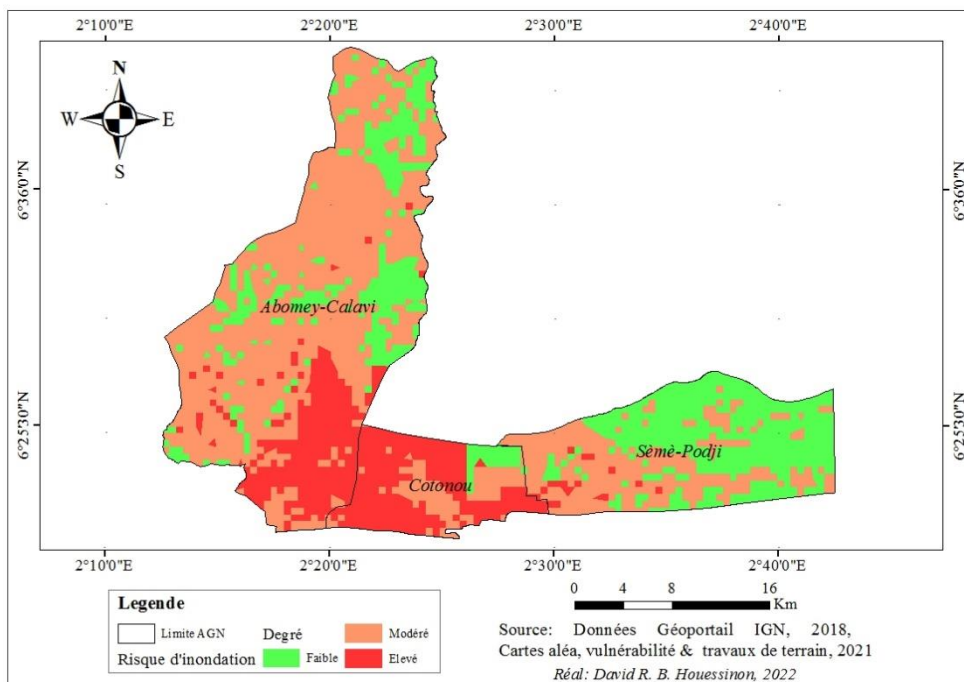 2°10'0"E 2°20'0"E 2°30'0"E 2°40'0"E
N
W E
S
6°36'0"N 6°36'0"N
Abomey-Calavi
6°25'30"N 6°25'30"N
Sèmè-Podji
Cotonou
2°10'0"E 2°20'0"E 2°30'0"E 2°40'0"E
0 4 8 16
Km
Legende
Limite AGN Degré Modéré
Risque d'inondation Faible Elevé
Source: Données Géoportail IGN, 2018,
Cartes aléa, vulnérabilité & travaux de terrain, 2021
Réal: David R. B. Houessinon, 2022